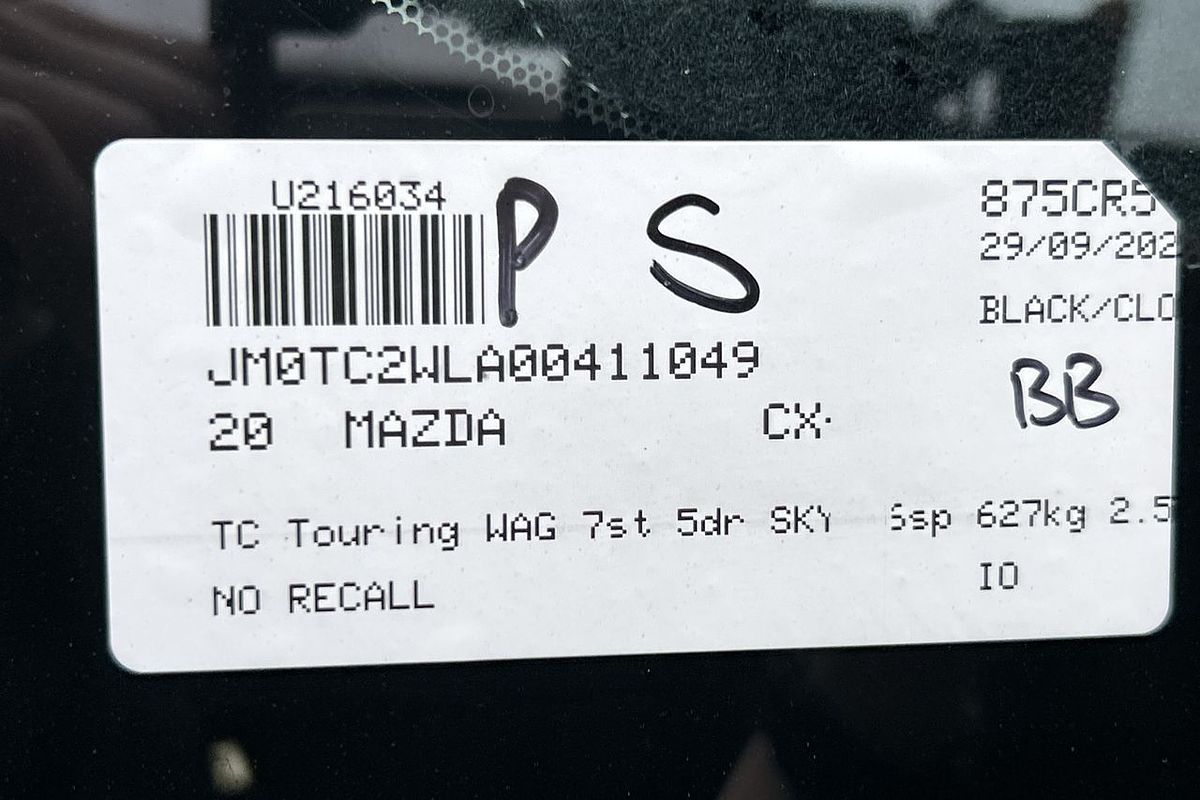 U216034
P S
875CR5
29/09/202
BLACK/CLO
JM0TC2WLA00411049
BB
20 MAZDA CX-
TC Touring WAG 7st 5dr SKY 6sp 627kg 2.5
NO RECALL
IO